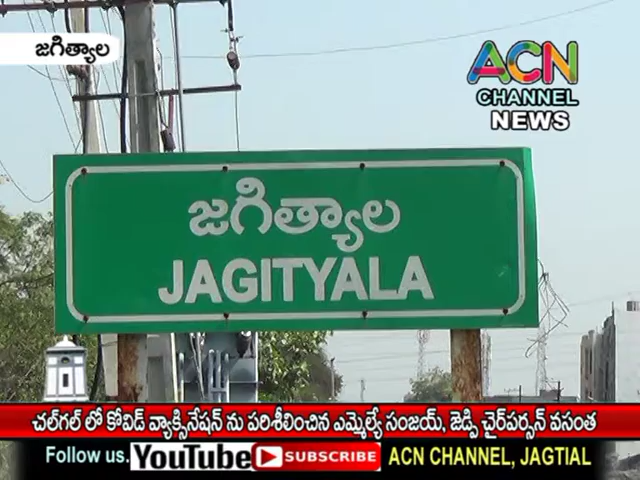 జగిత్యాల
ACN
CHANNEL
NEWS
జగిత్యాల
JAGITYALA
చల్‌గల్ లో కోవిడ్ వ్యాక్సినేషన్ ను పరిశీలించిన ఎమ్మెల్యే సంజయ్, జెడ్పి చైర్‌పర్సన్ వసంత
Follow us. YouTube SUBSCRIBE ACN CHANNEL, JAGTIAL